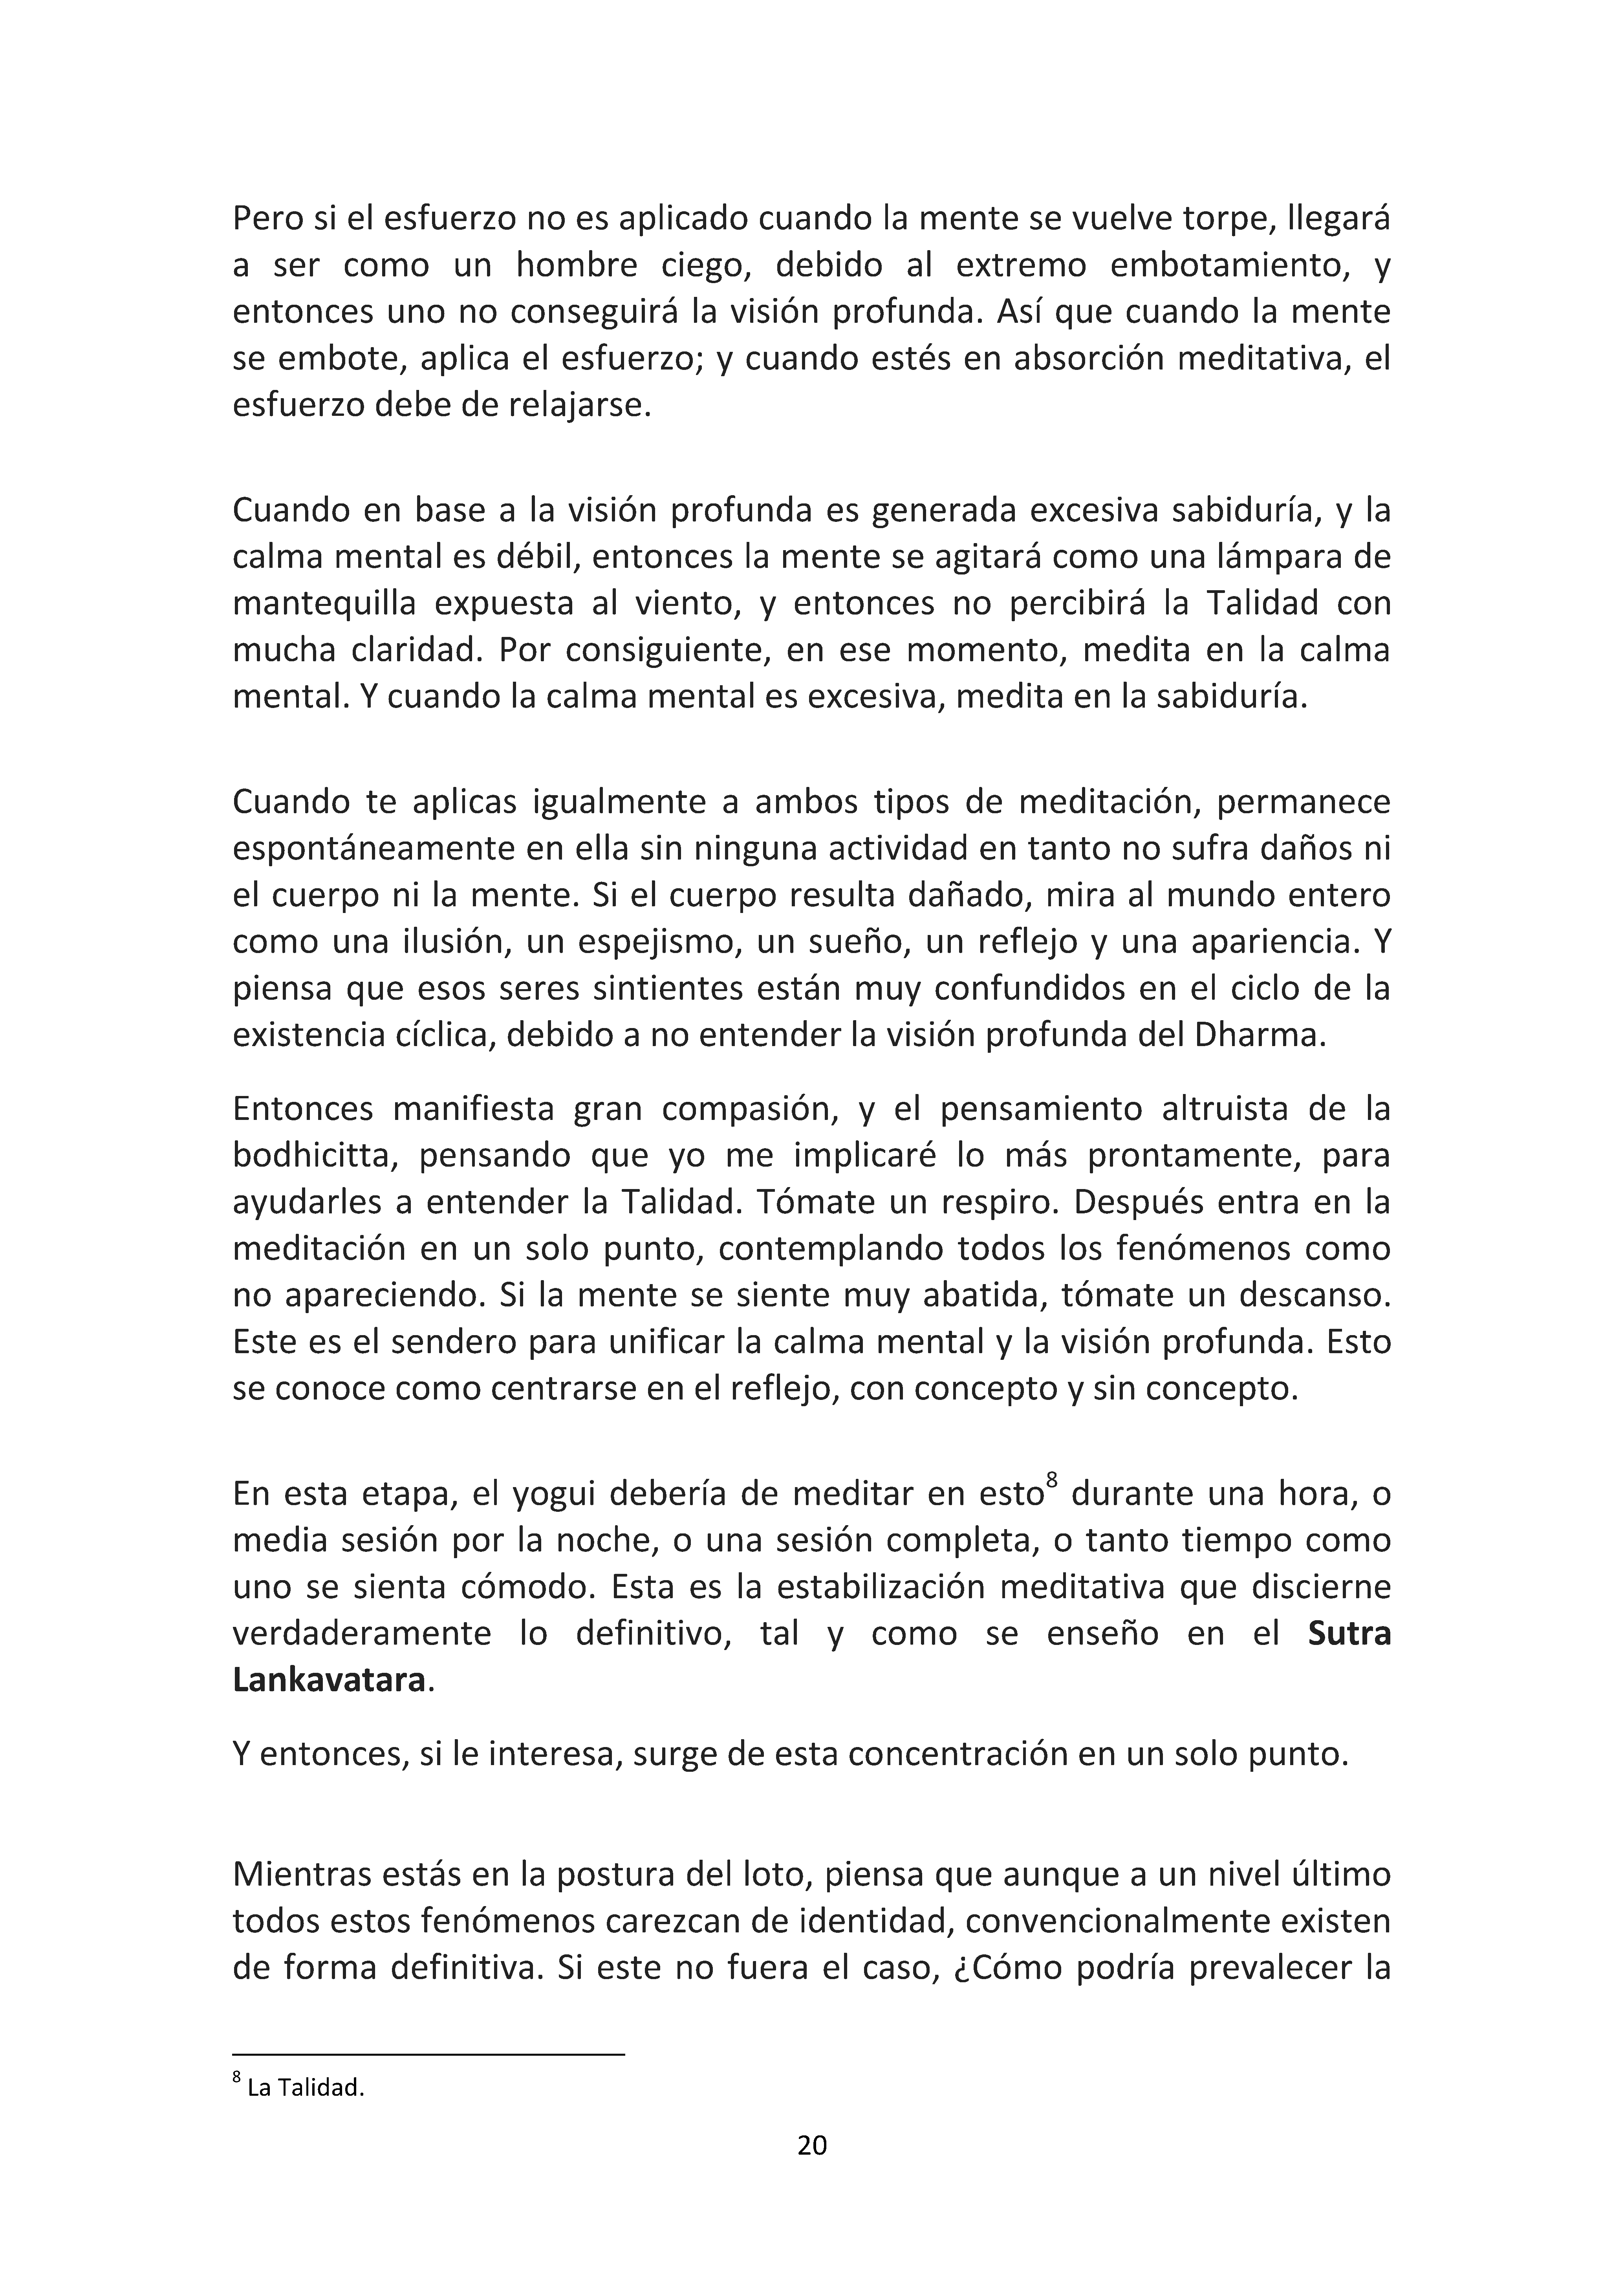 Pero si el esfuerzo no es aplicado cuando la mente se vuelve torpe, llegará
a ser como un hombre ciego, debido al extremo embotamiento, y
entonces uno no conseguirá la visión profunda. Así que cuando la mente
se embote, aplica el esfuerzo; y cuando estés en absorción meditativa, el
esfuerzo debe de relajarse.
Cuando en base a la visión profunda es generada excesiva sabiduría, y la
calma mental es débil, entonces la mente se agitará como una lámpara de
mantequilla expuesta al viento, y entonces no percibirá la Talidad con
mucha claridad. Por consiguiente, en ese momento, medita en la calma
mental. Y cuando la calma mental es excesiva, medita en la sabiduría.
Cuando te aplicas igualmente a ambos tipos de meditación, permanece
espontáneamente en ella sin ninguna actividad en tanto no sufra daños ni
el cuerpo ni la mente. Si el cuerpo resulta dañado, mira al mundo entero
como una ilusión, un espejismo, un sueño, un reflejo y una apariencia. Y
piensa que esos seres sintientes están muy confundidos en el ciclo de la
existencia cíclica, debido a no entender la visión profunda del Dharma.
Entonces manifiesta gran compasión, y el pensamiento altruista de la
bodhicitta, pensando que yo me implicaré lo más prontamente, para
ayudarles a entender la Talidad. Tómate un respiro. Después entra en la
meditación en un solo punto, contemplando todos los fenómenos como
no apareciendo. Si la mente se siente muy abatida, tómate un descanso.
Este es el sendero para unificar la calma mental y la visión profunda. Esto
se conoce como centrarse en el reflejo, con concepto y sin concepto.
En esta etapa, el yogui debería de meditar en esto8 durante una hora, o
media sesión por la noche, o una sesión completa, o tanto tiempo como
uno se sienta cómodo. Esta es la estabilización meditativa que discierne
verdaderamente lo definitivo, tal y como se enseño en el Sutra
Lankavatara.
Y entonces, si le interesa, surge de esta concentración en un solo punto.
Mientras estás en la postura del loto, piensa que aunque a un nivel último
todos estos fenómenos carezcan de identidad, convencionalmente existen
de forma definitiva. Si este no fuera el caso, ¿Cómo podría prevalecer la
8 La Talidad.
20